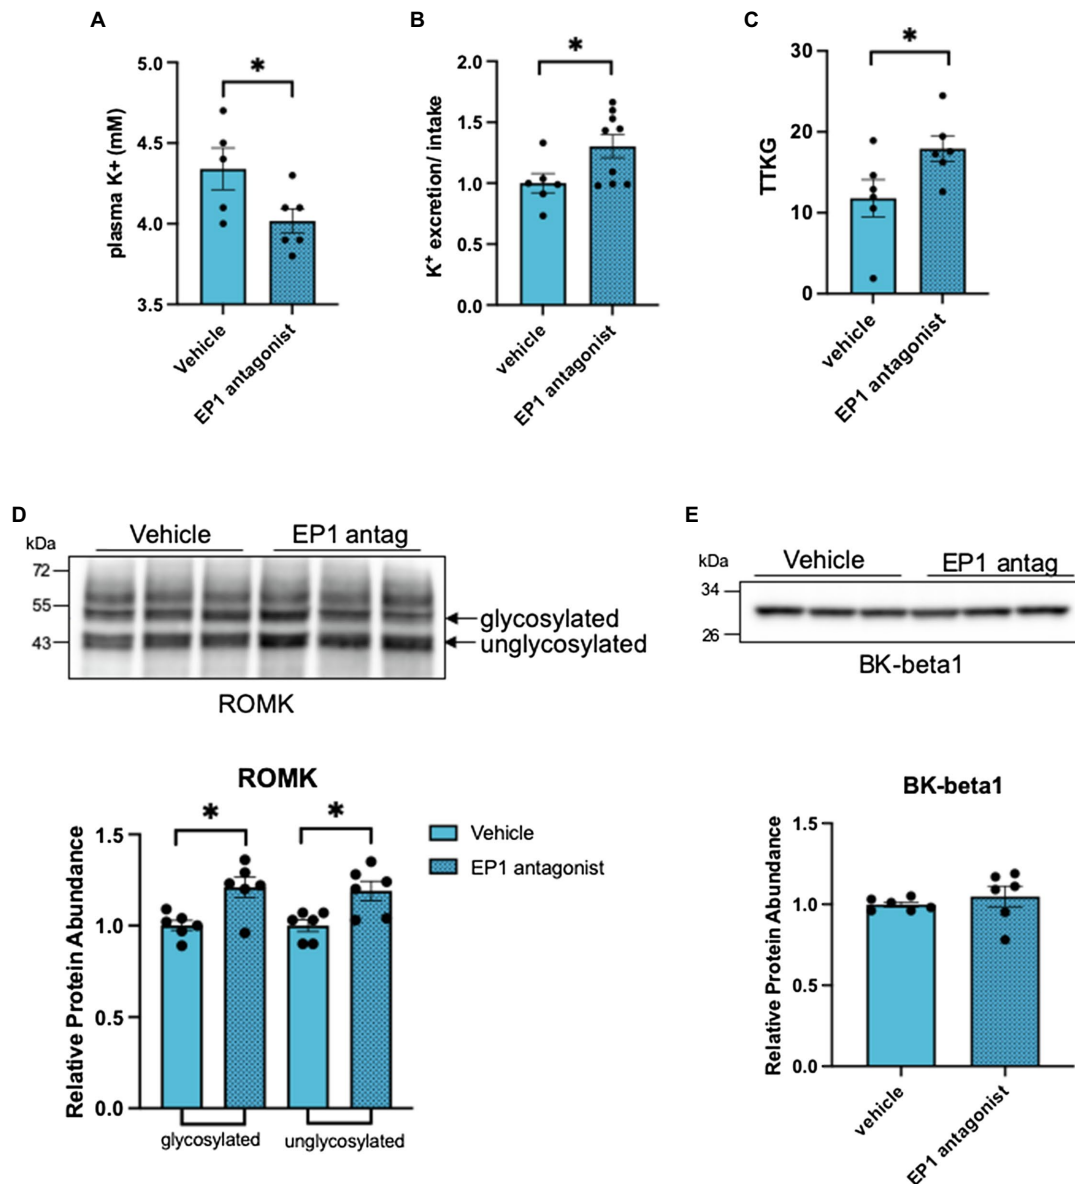 A
5.0
4.5
4.0
3.5
plasma K+ (mM)
*
Vehicle
EP1 antagonist
B
2.0
1.5
1.0
0.5
0.0
K⁺ excretion/ intake
*
vehicle
EP1 antagonist
C
30
20
10
0
TTKG
*
vehicle
EP1 antagonist
D
kDa
Vehicle
EP1 antag
72
55
43
glycosylated
unglycosylated
ROMK
ROMK
1.5
1.0
0.5
0.0
Relative Protein Abundance
*
*
Vehicle
EP1 antagonist
glycosylated
unglycosylated
E
kDa
Vehicle
EP1 antag
34
26
BK-beta1
BK-beta1
1.5
1.0
0.5
0.0
Relative Protein Abundance
vehicle
EP1 antagonist